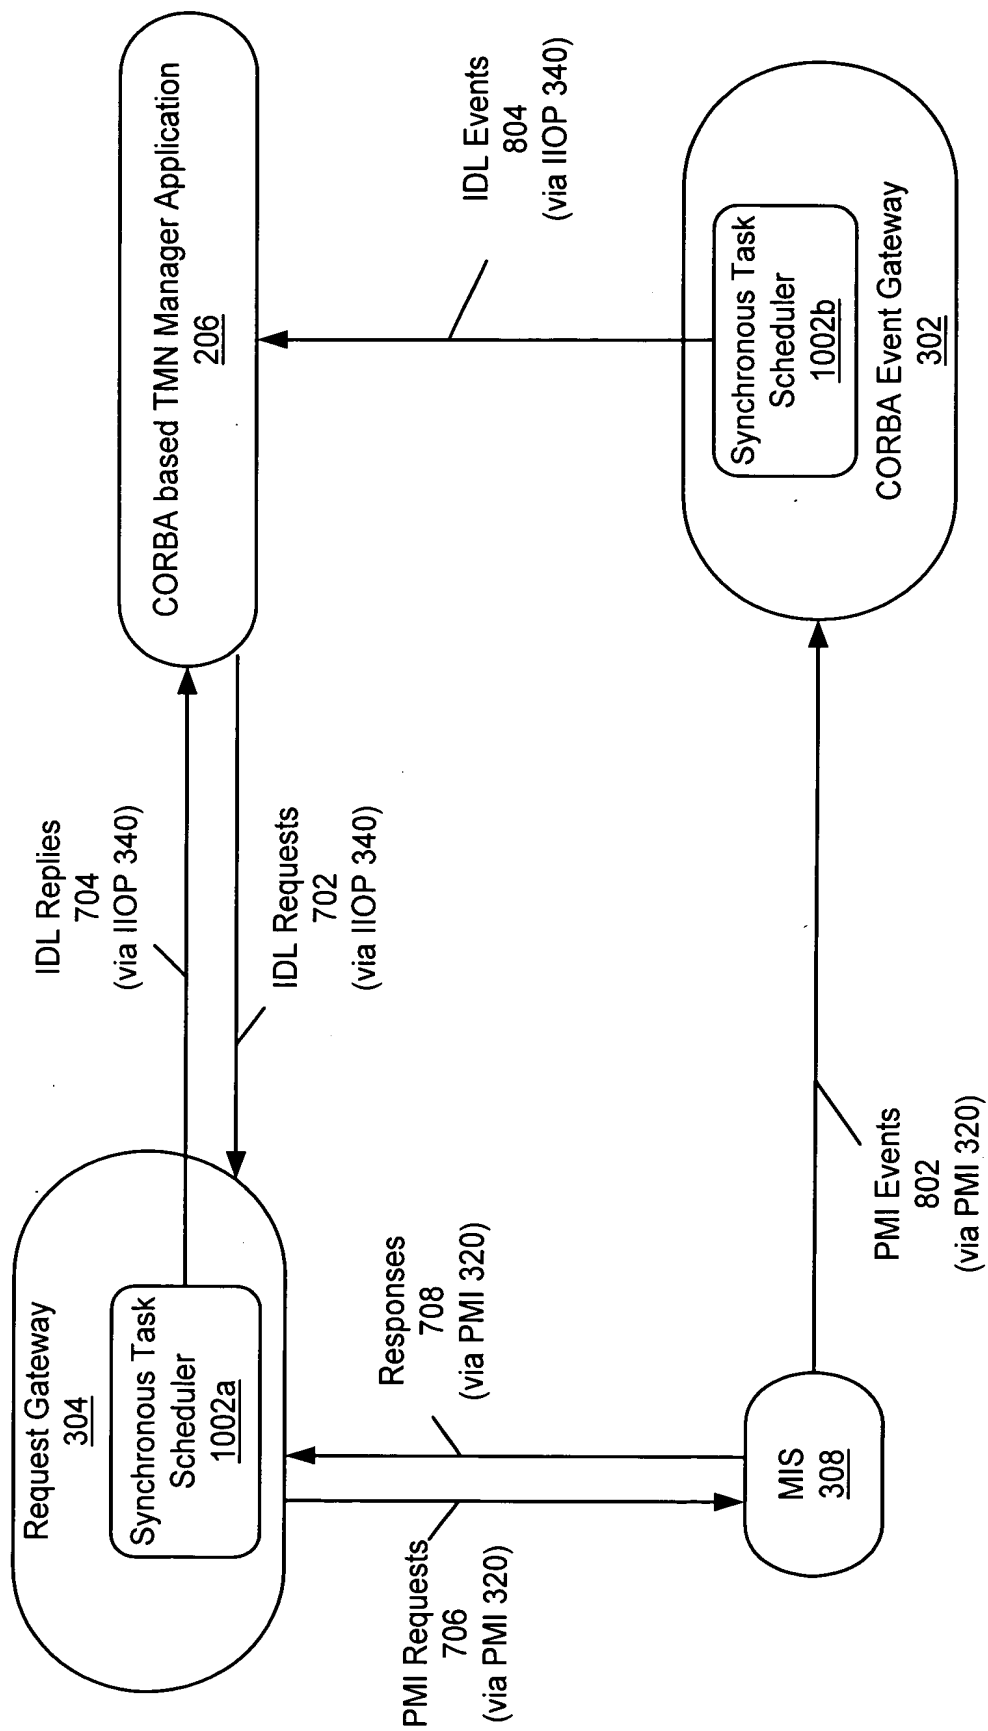 Request Gateway
304
Synchronous Task
Scheduler
1002a
IDL Replies
704
(via IIOP 340)
IDL Requests
702
(via IIOP 340)
CORBA based TMN Manager Application
206
PMI Requests
706
(via PMI 320)
Responses
708
(via PMI 320)
IDL Events
804
(via IIOP 340)
MIS
308
PMI Events
802
(via PMI 320)
Synchronous Task
Scheduler
1002b
CORBA Event Gateway
302